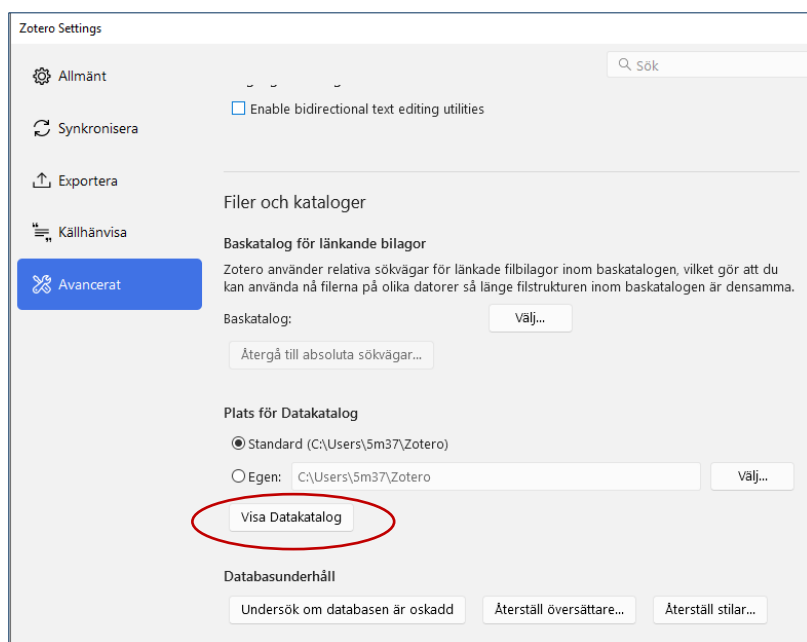 Zotero Settings
Allmänt
Synkronisera
Exportera
Källhänvisa
Avancerat
Sök
Enable bidirectional text editing utilities
Filer och kataloger
Baskatalog för länkande bilagor
Zotero använder relativa sökvägar för länkade filbilagor inom baskatalogen, vilket gör att du
kan använda nå filerna på olika datorer så länge filstrukturen inom baskatalogen är densamma.
Baskatalog:
Välj...
Återgå till absoluta sökvägar...
Plats för Datakatalog
Standard (C:\Users\5m37\Zotero)
Egen: C:\Users\5m37\Zotero
Välj...
Visa Datakatalog
Databasunderhåll
Undersök om databasen är oskadd
Återställ översättare...
Återställ stilar...